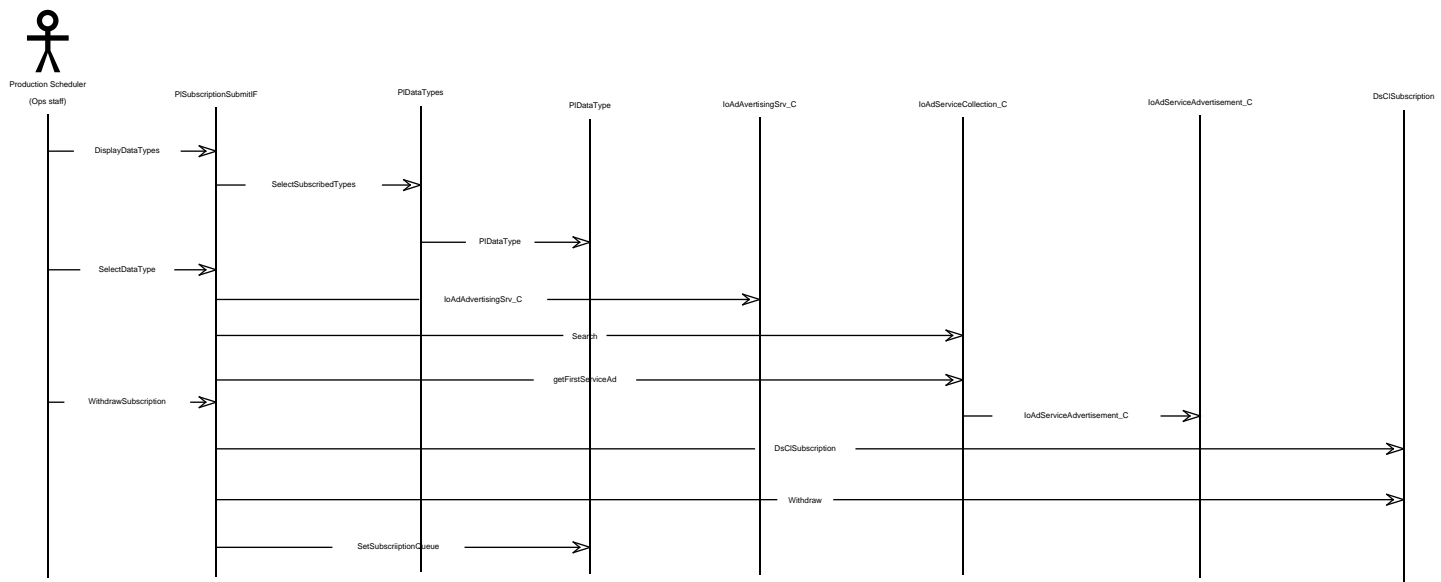 Production Scheduler
(Ops staff)
PlSubscriptionSubmitIF
PlDataTypes
PlDataType
IoAdAvertisingSrv_C
IoAdServiceCollection_C
IoAdServiceAdvertisement_C
DsClSubscription
DisplayDataTypes
SelectSubscribedTypes
PlDataType
SelectDataType
IoAdAdvertisingSrv_C
Search
getFirstServiceAd
WithdrawSubscription
IoAdServiceAdvertisement_C
DsClSubscription
Withdraw
SetSubscriiptionQueue